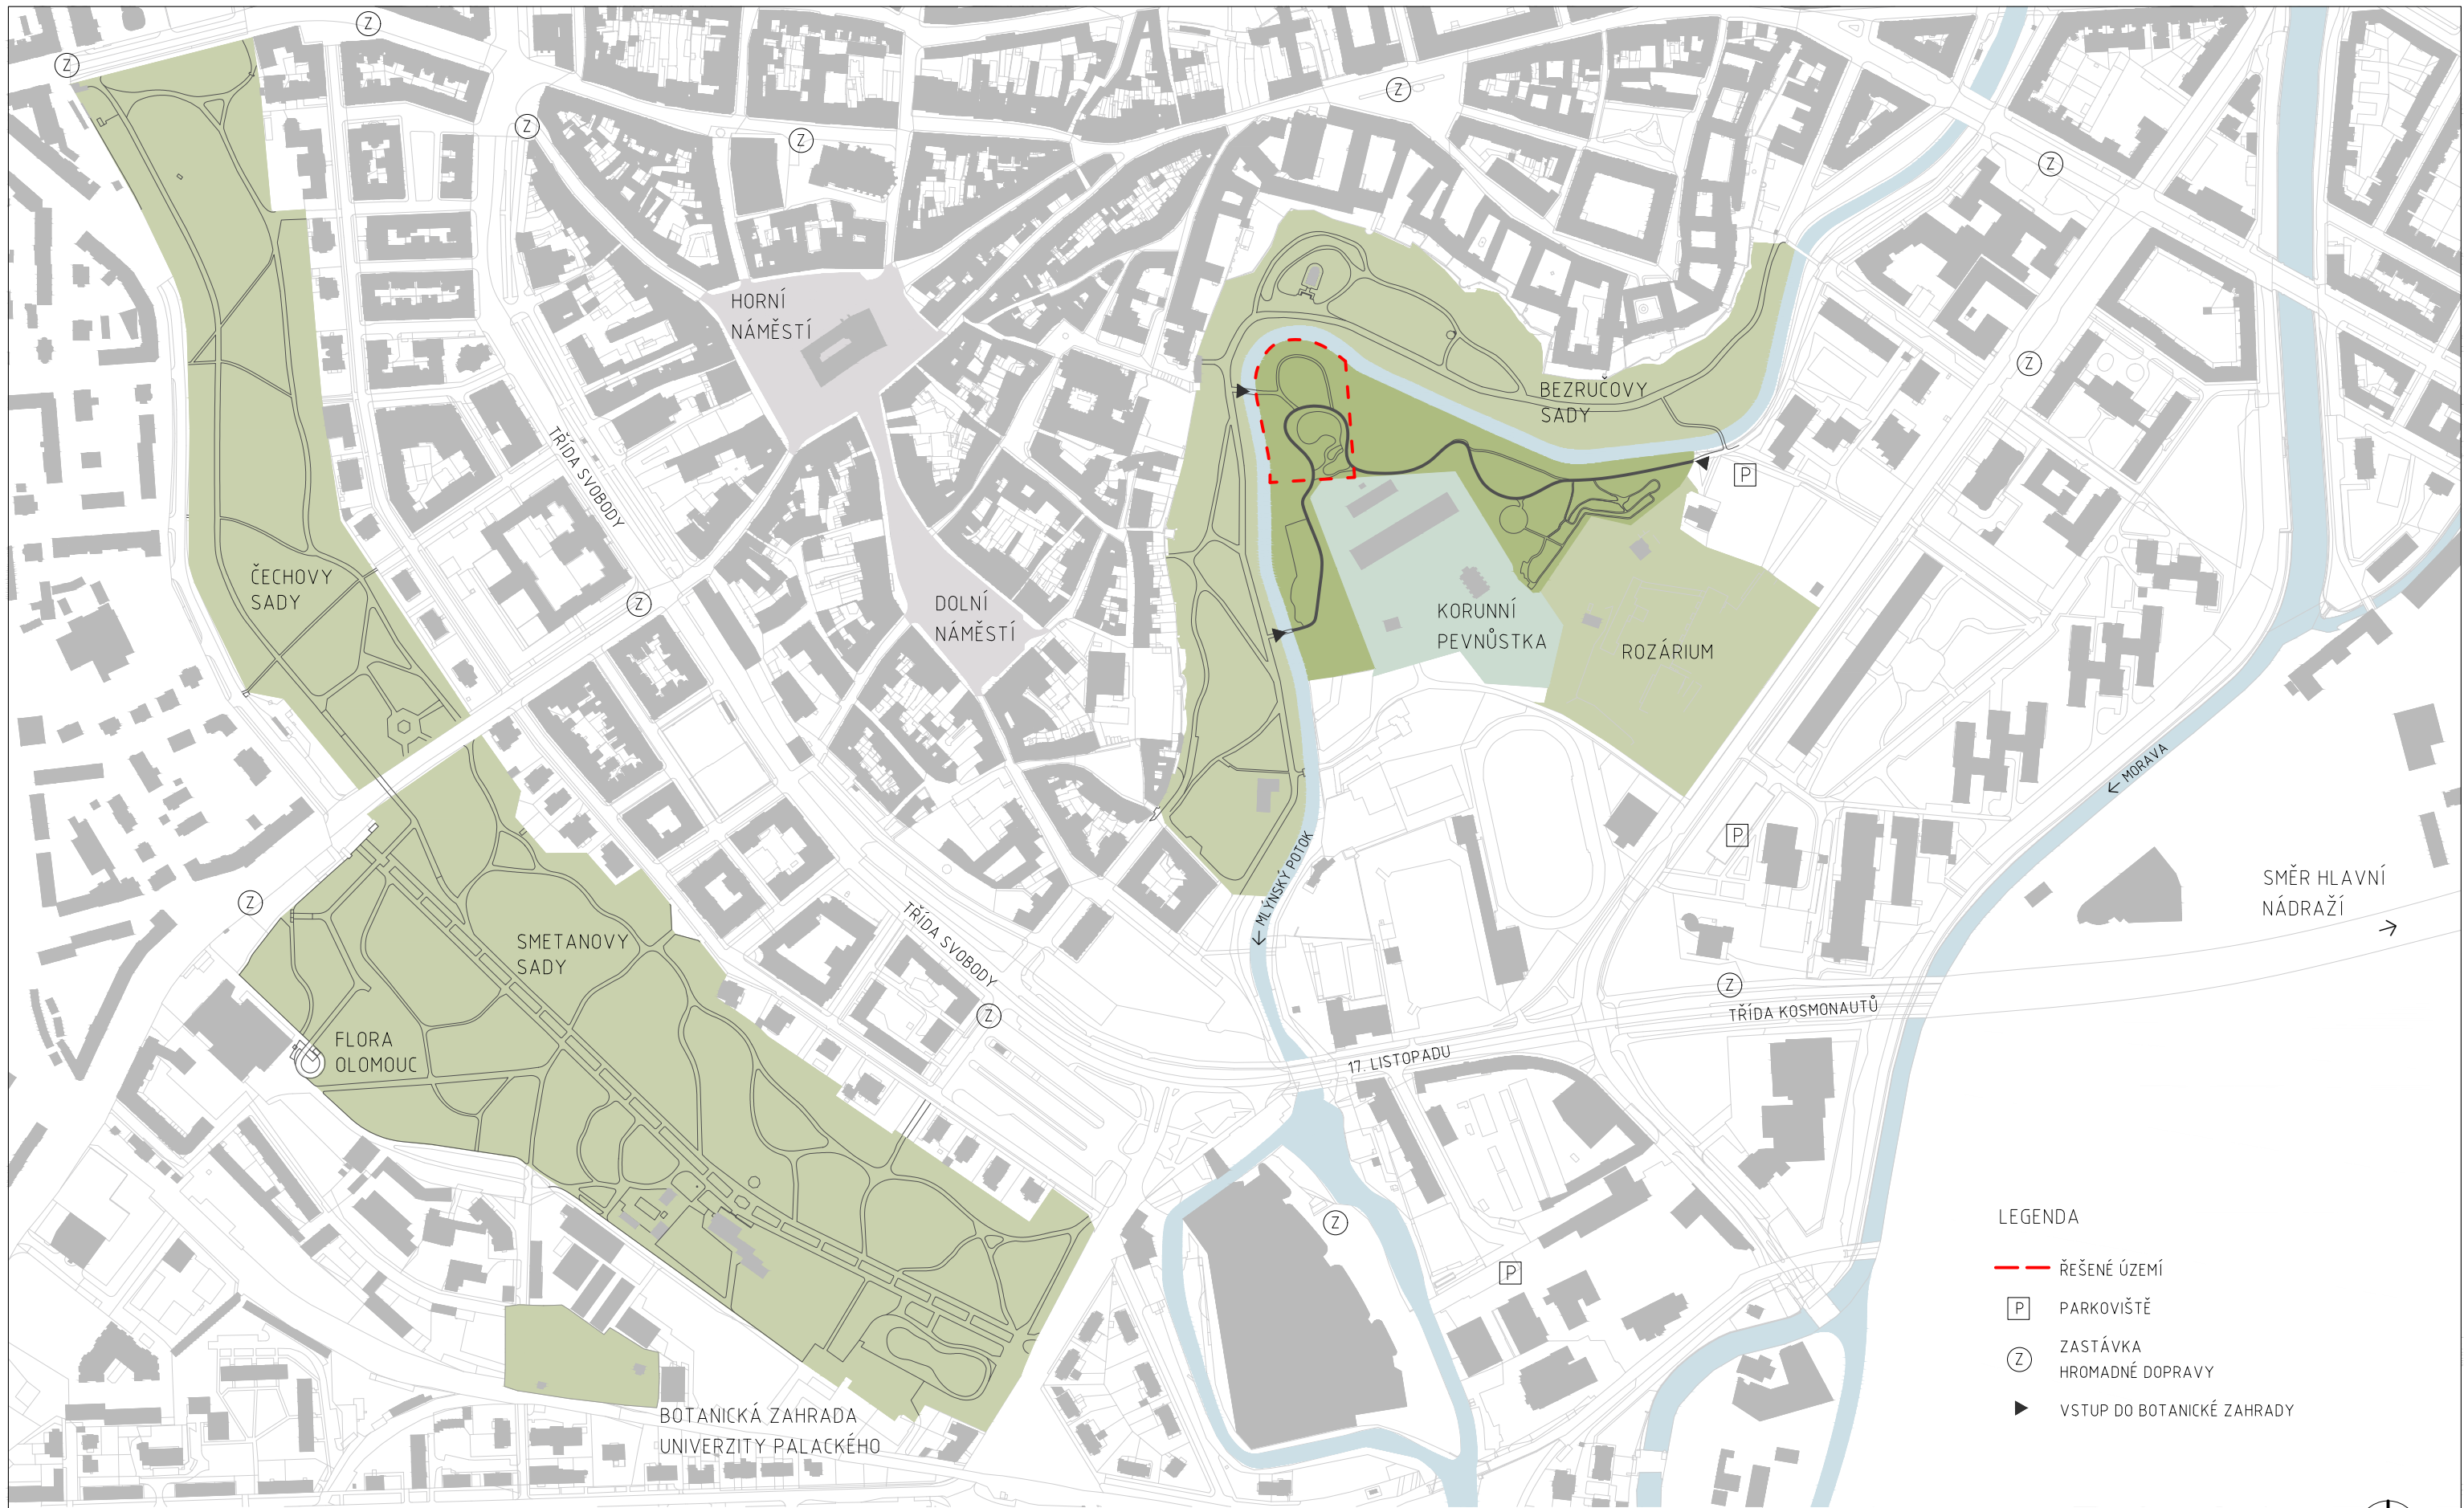 Z
Z
Z
Z
Z
Z
HORNÍ
NÁMĚSTÍ
Z
BEZRUČOVY
SADY
TŘÍDA SVOBODY
P
ČECHOVY
SADY
Z
DOLNÍ
NÁMĚSTÍ
KORUNNÍ
PEVNŮSTKA
ROZÁRIUM
← MORAVA
P
← MLÝNSKÝ POTOK
SMĚR HLAVNÍ
NÁDRAŽÍ
→
Z
TŘÍDA SVOBODY
SMETANOVY
SADY
Z
TŘÍDA KOSMONAUTŮ
Z
FLORA
OLOMOUC
17. LISTOPADU
Z
P
BOTANICKÁ ZAHRADA
UNIVERZITY PALACKÉHO
LEGENDA
ŘEŠENÉ ÚZEMÍ
P PARKOVIŠTĚ
Z ZASTÁVKA
HROMADNÉ DOPRAVY
VSTUP DO BOTANICKÉ ZAHRADY